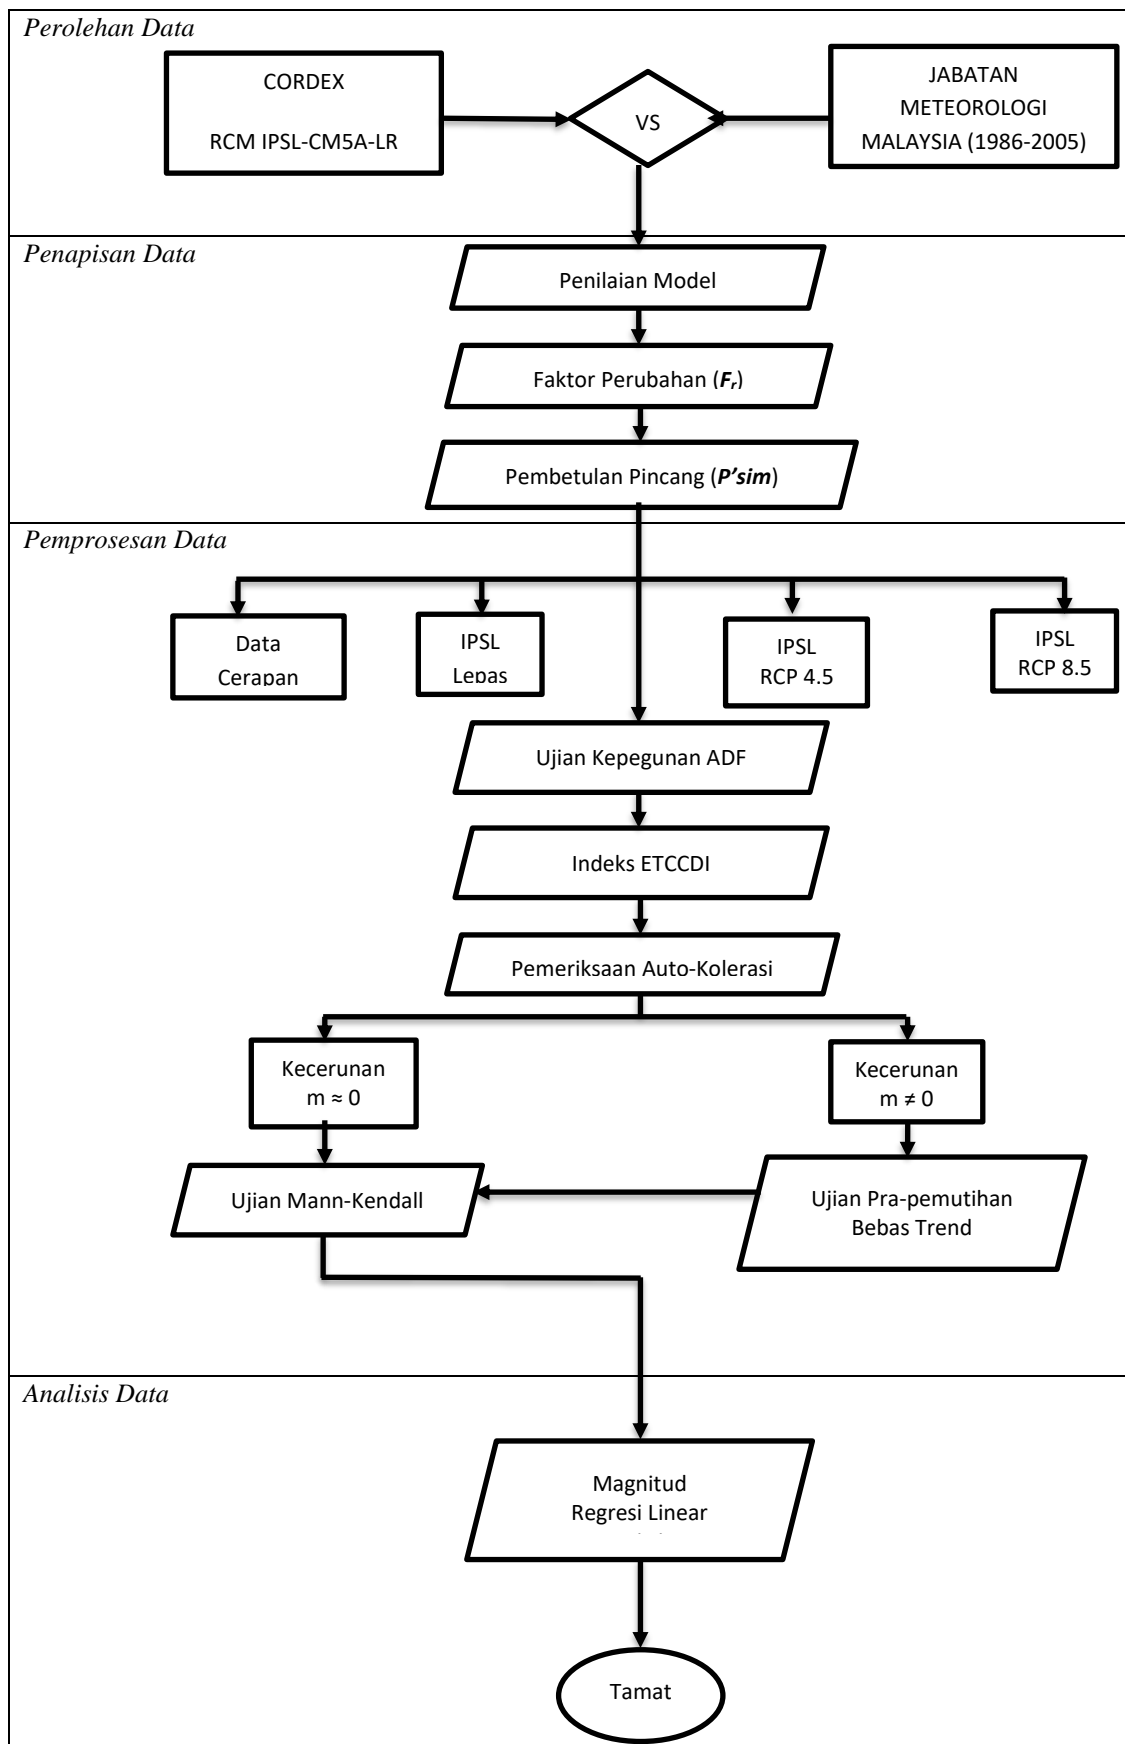 Perolehan Data
CORDEX
RCM IPSL-CM5A-LR
VS
JABATAN
METEOROLOGI
MALAYSIA (1986-2005)
Penapisan Data
Penilaian Model
Faktor Perubahan (Fr)
Pembetulan Pincang (P’sim)
Pemprosesan Data
Data
Cerapan
IPSL
Lepas
IPSL
RCP 4.5
IPSL
RCP 8.5
Ujian Kepegunan ADF
Indeks ETCCDI
Pemeriksaan Auto-Kolerasi
Kecerunan
m ≈ 0
Kecerunan
m ≠ 0
Ujian Mann-Kendall
Ujian Pra-pemutihan
Bebas Trend
Analisis Data
Magnitud
Regresi Linear
Tamat